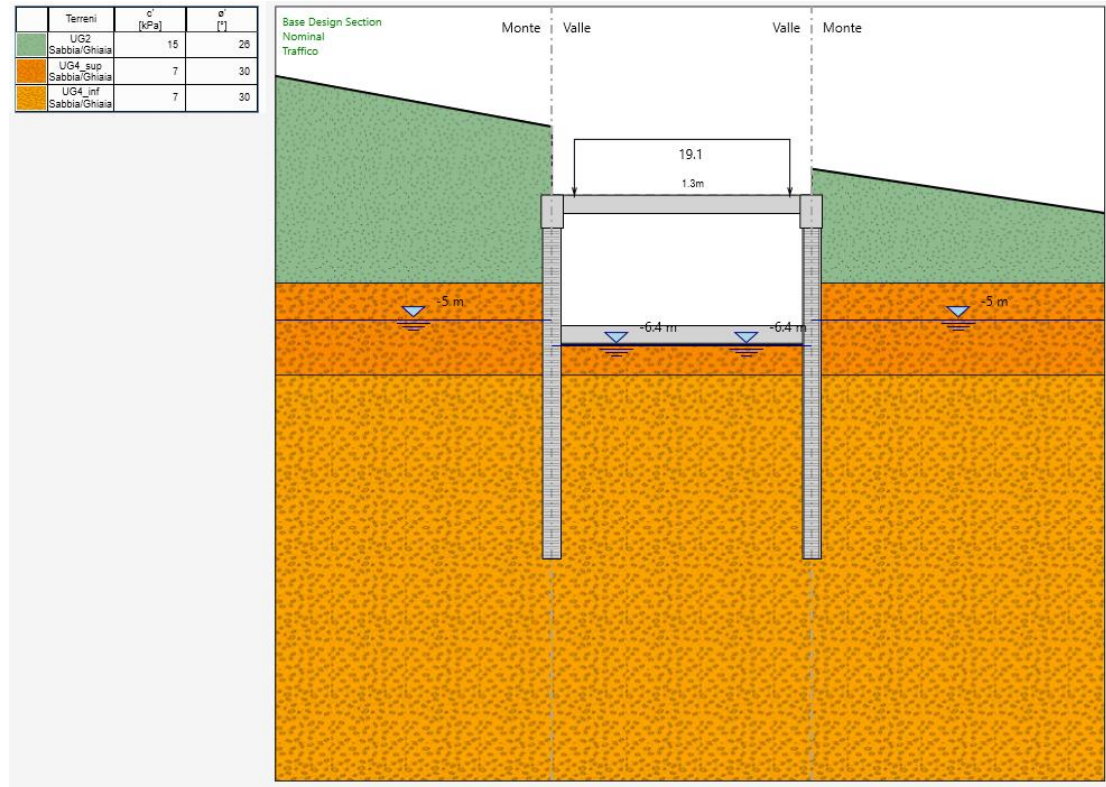 Terreni c' ø'
[kPa] [°]
UG2
Sabbia/Ghiaia 15 26
UG4_sup
Sabbia/Ghiaia 7 30
UG4_inf
Sabbia/Ghiaia 7 30
Base Design Section
Nominal
Traffico
Monte Valle Valle Monte
19.1
1.3m
-5 m -5 m
-6.4 m -6.4 m